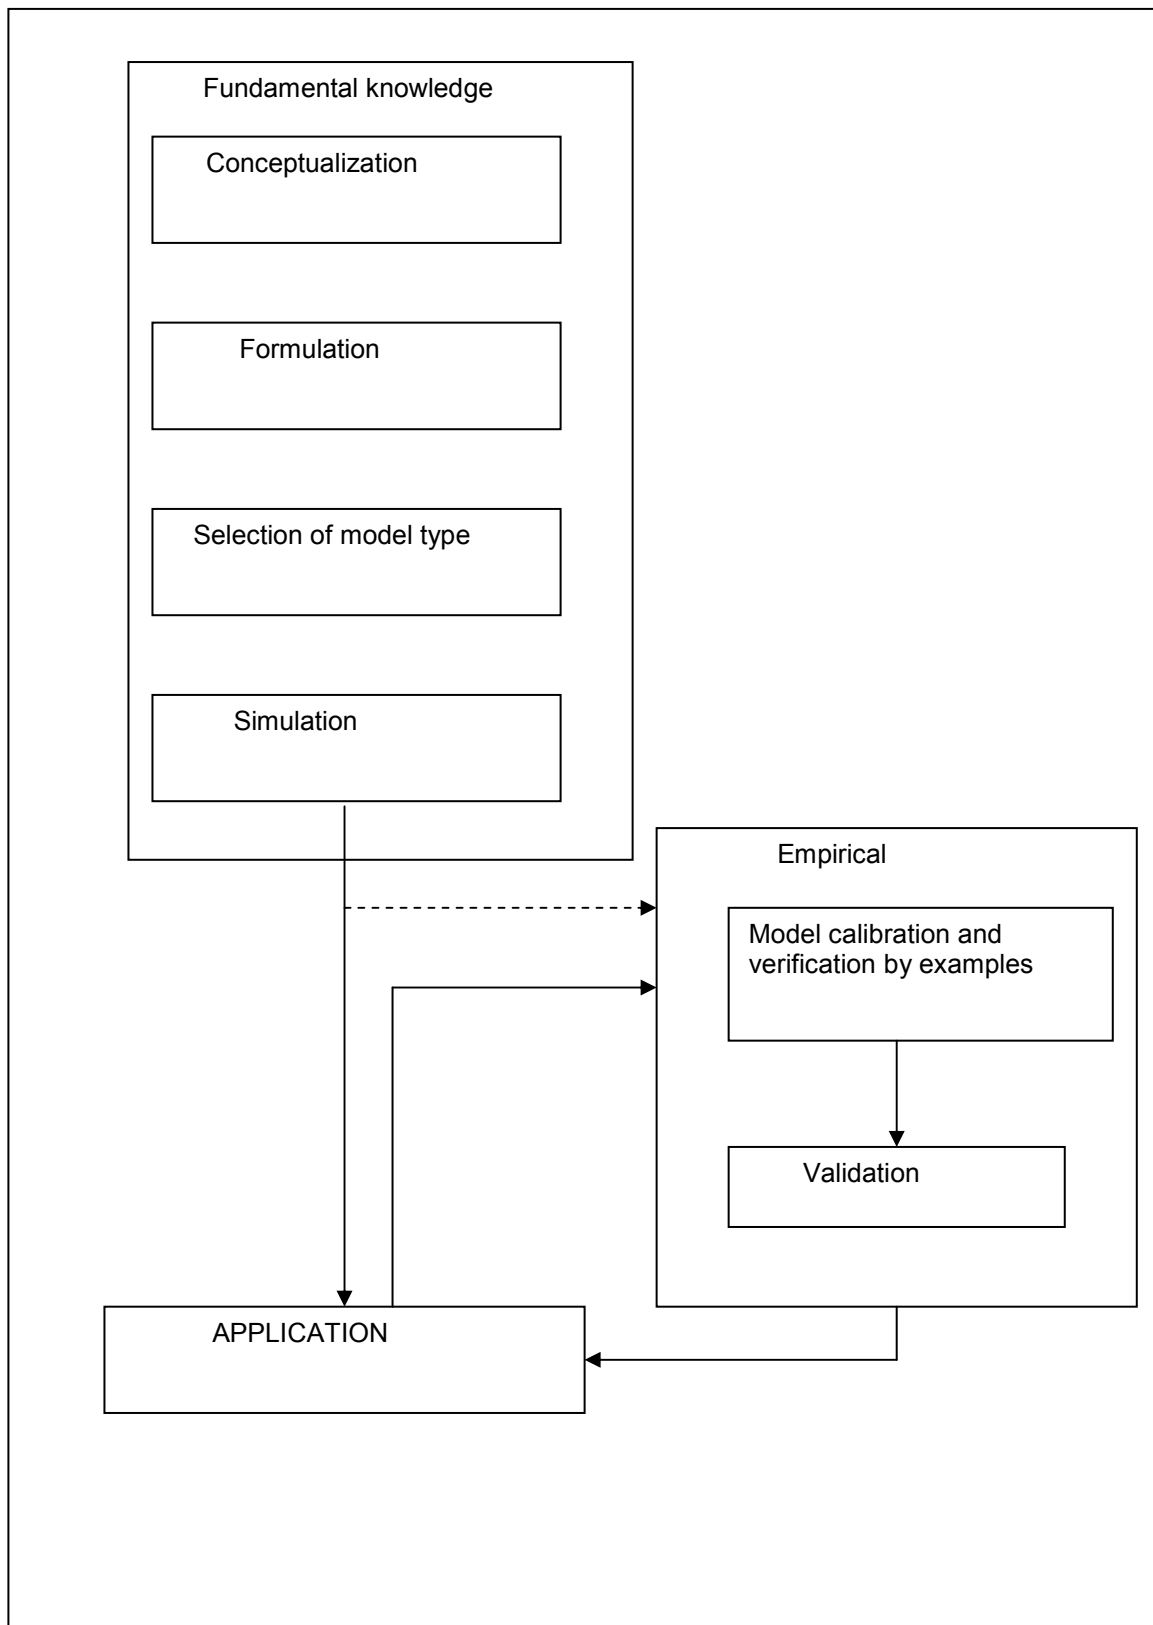 Fundamental knowledge
Conceptualization
Formulation
Selection of model type
Simulation
Empirical
Model calibration and
verification by examples
Validation
APPLICATION